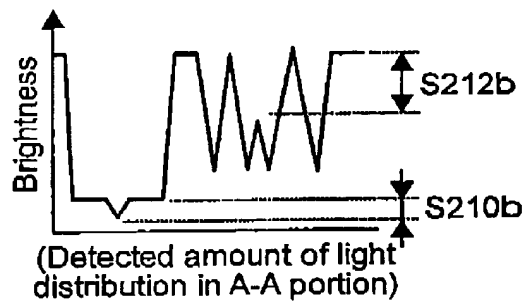 Brightness
S212b
S210b
(Detected amount of light
distribution in A-A portion)